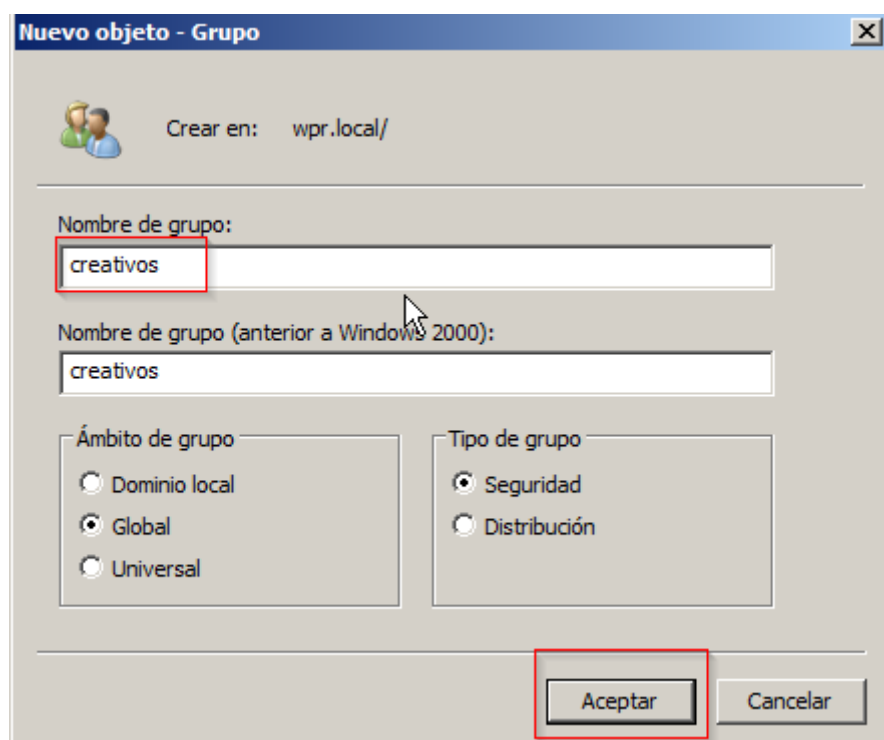 Nuevo objeto - Grupo
Crear en: wpr.local/
Nombre de grupo:
creativos
Nombre de grupo (anterior a Windows 2000):
creativos
Ámbito de grupo
Dominio local
Global
Universal
Tipo de grupo
Seguridad
Distribución
Aceptar
Cancelar